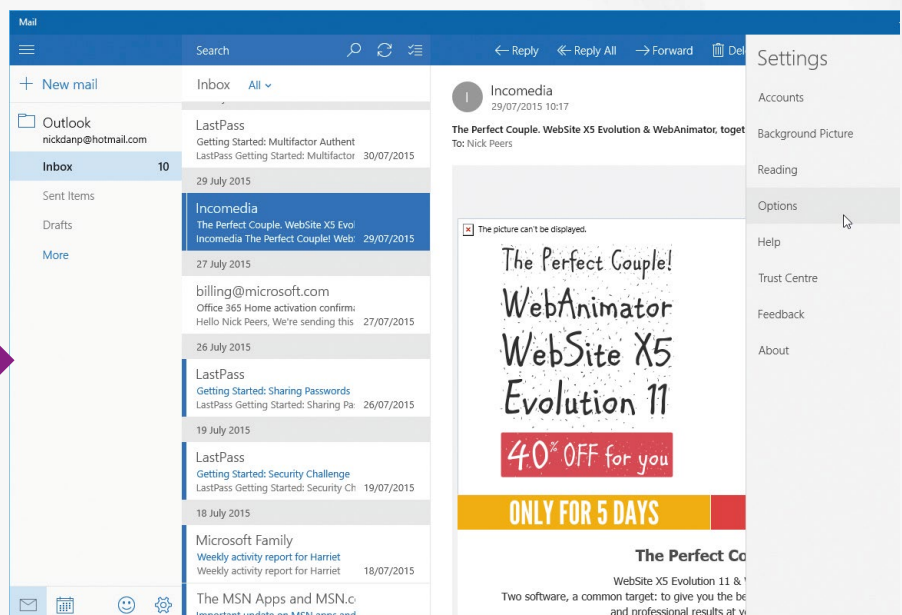 Mail
Search
Reply
Reply All
Forward
Del
Settings
New mail
Inbox All
Outlook
nickdanp@hotmail.com
Inbox 10
Sent Items
Drafts
More
LastPass
Getting Started: Multifactor Authent
LastPass Getting Started: Multifactor 30/07/2015
29 July 2015
Incomedia
The Perfect Couple. WebSite X5 Evol
Incomedia The Perfect Couple! Web 29/07/2015
27 July 2015
billing@microsoft.com
Office 365 Home activation confirma
Hello Nick Peers, We're sending this 27/07/2015
26 July 2015
LastPass
Getting Started: Sharing Passwords
LastPass Getting Started: Sharing Pa 26/07/2015
19 July 2015
LastPass
Getting Started: Security Challenge
LastPass Getting Started: Security Ch 19/07/2015
18 July 2015
Microsoft Family
Weekly activity report for Harriet
Weekly activity report for Harriet 18/07/2015
The MSN Apps and MSN.c
Important update on MSN apps and
I
Incomedia
29/07/2015 10:17
The Perfect Couple. WebSite X5 Evolution & WebAnimator, toget
To: Nick Peers
The picture can't be displayed.
The Perfect Couple!
WebAnimator
WebSite X5
Evolution 11
40% OFF for you
ONLY FOR 5 DAYS
The Perfect Co
WebSite X5 Evolution 11 &
Two software, a common target: to give you the be
and professional results at
Accounts
Background Picture
Reading
Options
Help
Trust Centre
Feedback
About